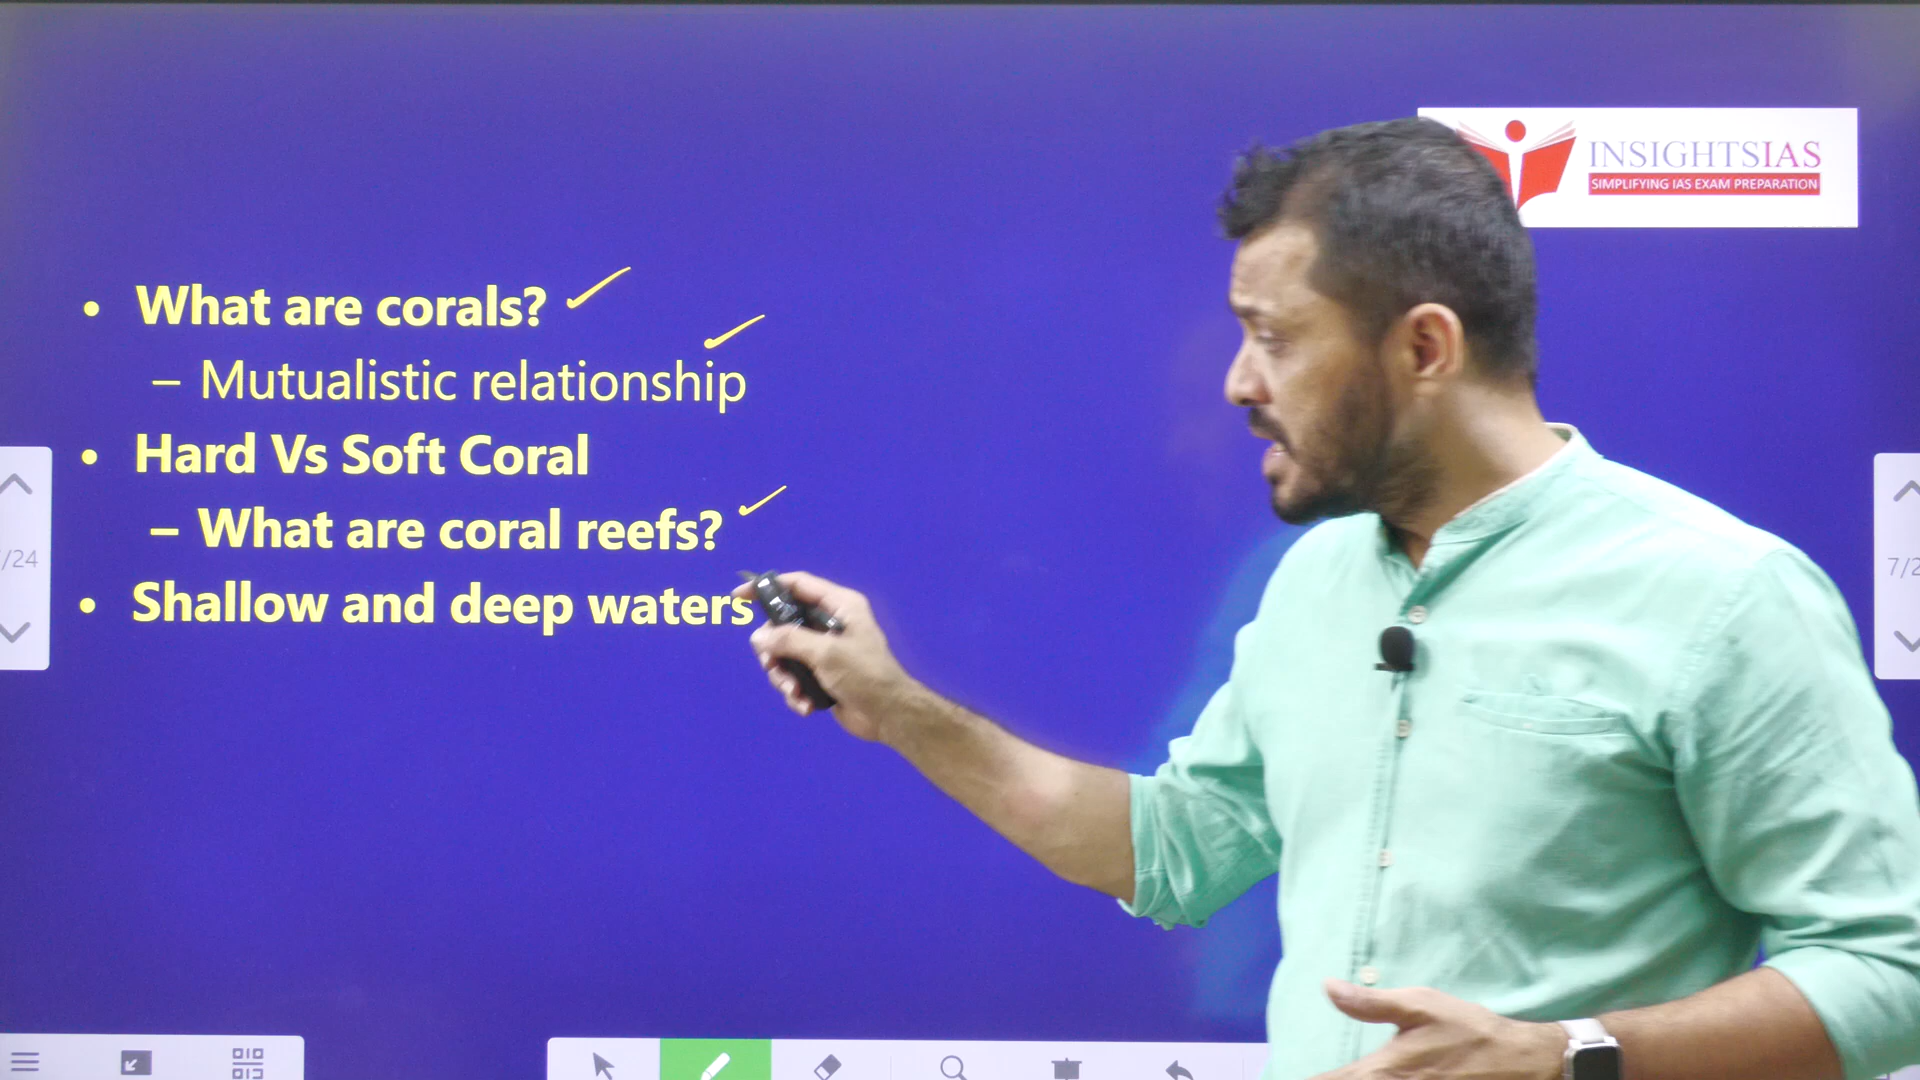 INSIGHTSIAS
SIMPLIFYING IAS EXAM PREPARATION
• What are corals?
– Mutualistic relationship
• Hard Vs Soft Coral
– What are coral reefs?
• Shallow and deep waters
/24
7/2